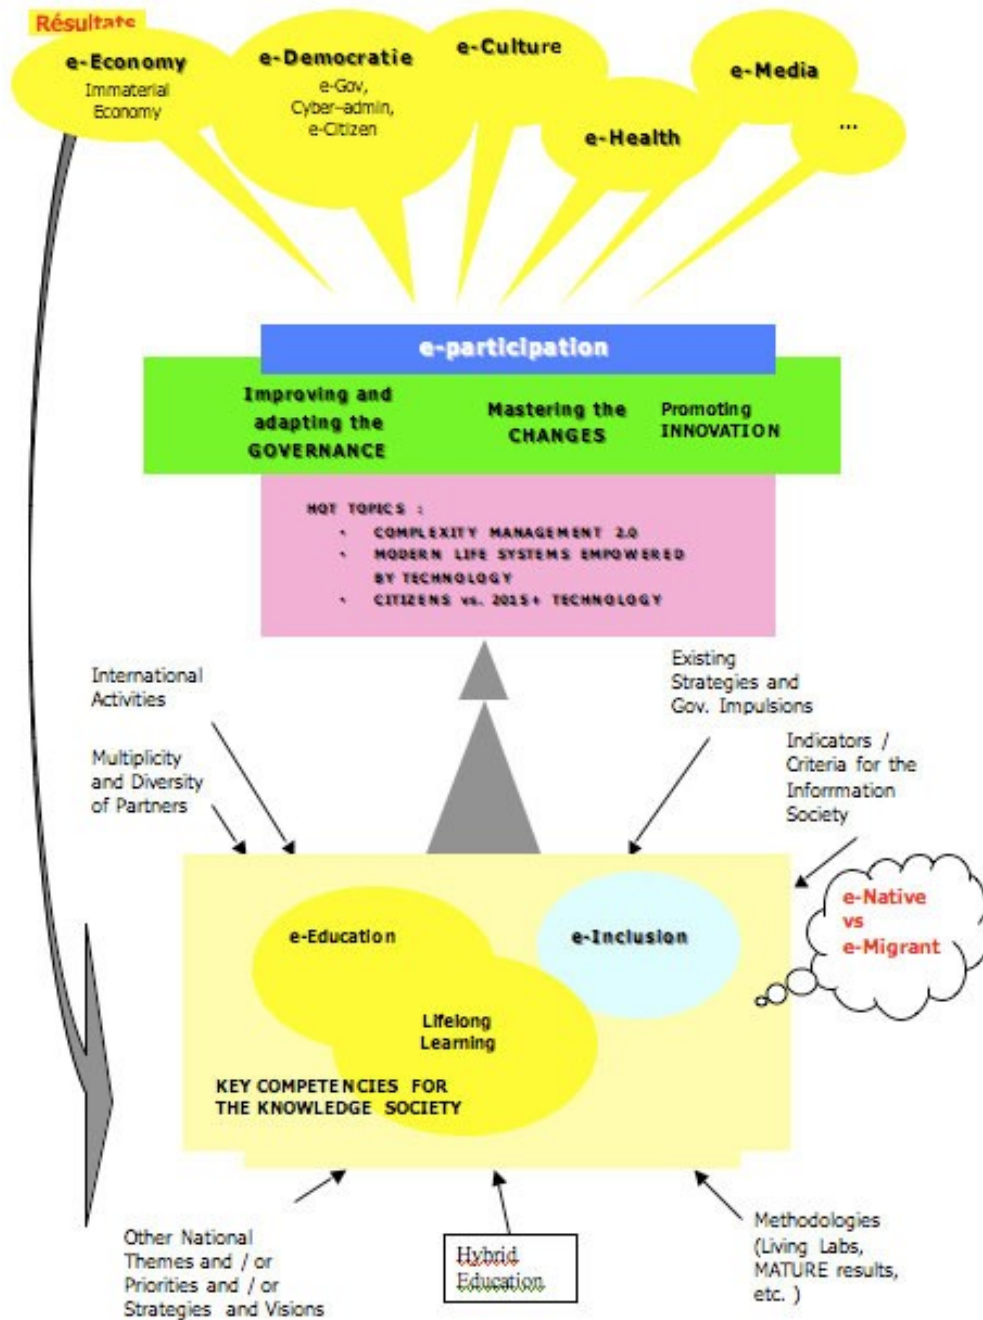 Résultats
e-Economy
Immaterial
Economy
e-Democratie
e-Gov,
Cyber-admin,
e-Citizen
e-Culture
e-Health
e-Media
...
e-participation
Improving and
adapting the
GOVERNANCE
Mastering the
CHANGES
Promoting
INNOVATION
HOT TOPICS :
• COMPLEXITY MANAGEMENT 2.0
• MODERN LIFE SYSTEMS EMPOWERED
BY TECHNOLOGY
• CITIZENS vs. 2015+ TECHNOLOGY
International
Activities
Multiplicity
and Diversity
of Partners
Existing
Strategies and
Gov. Impulsions
Indicators /
Criteria for the
Inforrmation
Society
e-Native
vs
e-Migrant
e-Education
e-Inclusion
Lifelong
Learning
KEY COMPETENCIES FOR
THE KNOWLEDGE SOCIETY
Other National
Themes and / or
Priorities and / or
Strategies and Visions
Hybrid
Education
Methodologies
(Living Labs,
MATURE results,
etc. )